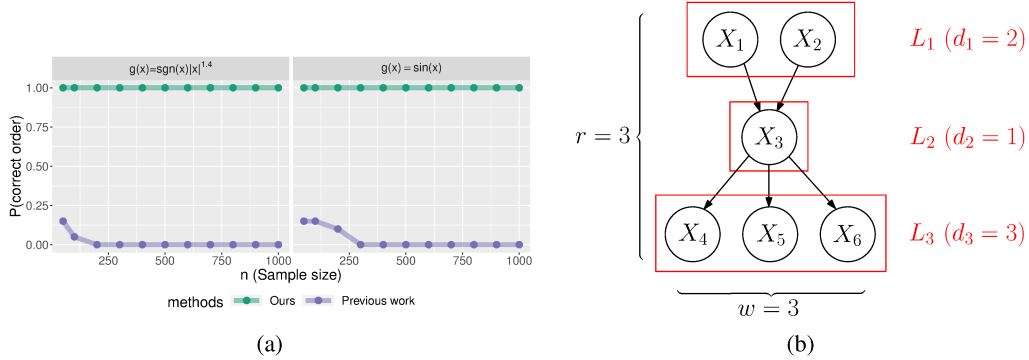 g(x)=sgn(x)|x|^1.4
g(x) = sin(x)
P(correct order)
1.00
0.75
0.50
0.25
0.00
250 500 750 1000
250 500 750 1000
n (Sample size)
methods Ours Previous work
(a)
X₁ X₂
L₁ (d₁ = 2)
r = 3
X₃
L₂ (d₂ = 1)
X₄ X₅ X₆
L₃ (d₃ = 3)
w = 3
(b)